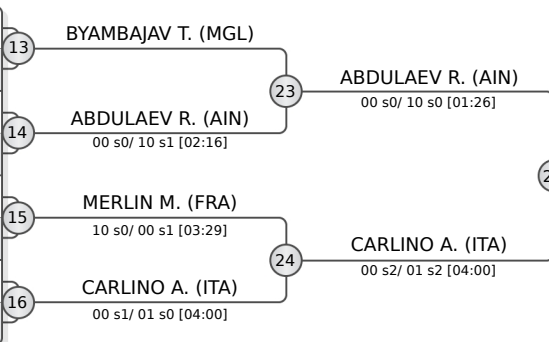 BYAMBAJAV T. (MGL)
13
ABDULAEV R. (AIN)
23
00 s0/ 10 s0 [01:26]
ABDULAEV R. (AIN)
14
00 s0/ 10 s1 [02:16]
MERLIN M. (FRA)
15
10 s0/ 00 s1 [03:29]
CARLINO A. (ITA)
24
00 s2/ 01 s2 [04:00]
CARLINO A. (ITA)
16
00 s1/ 01 s0 [04:00]